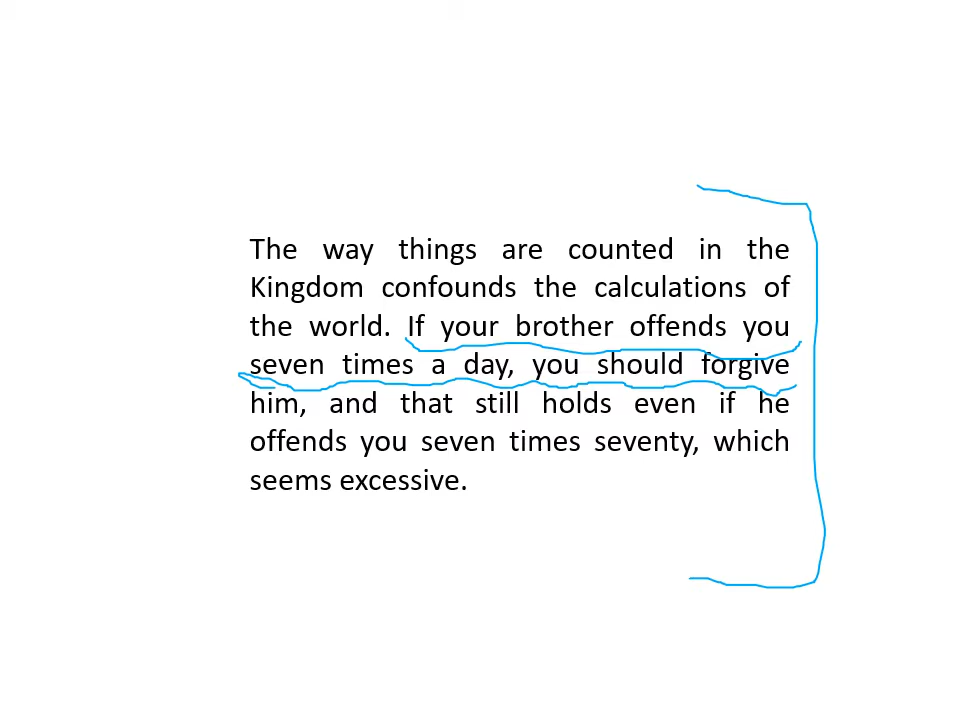 The way things are counted in the
Kingdom confounds the calculations of
the world. If your brother offends you
seven times a day, you should forgive
him, and that still holds even if he
offends you seven times seventy, which
seems excessive.